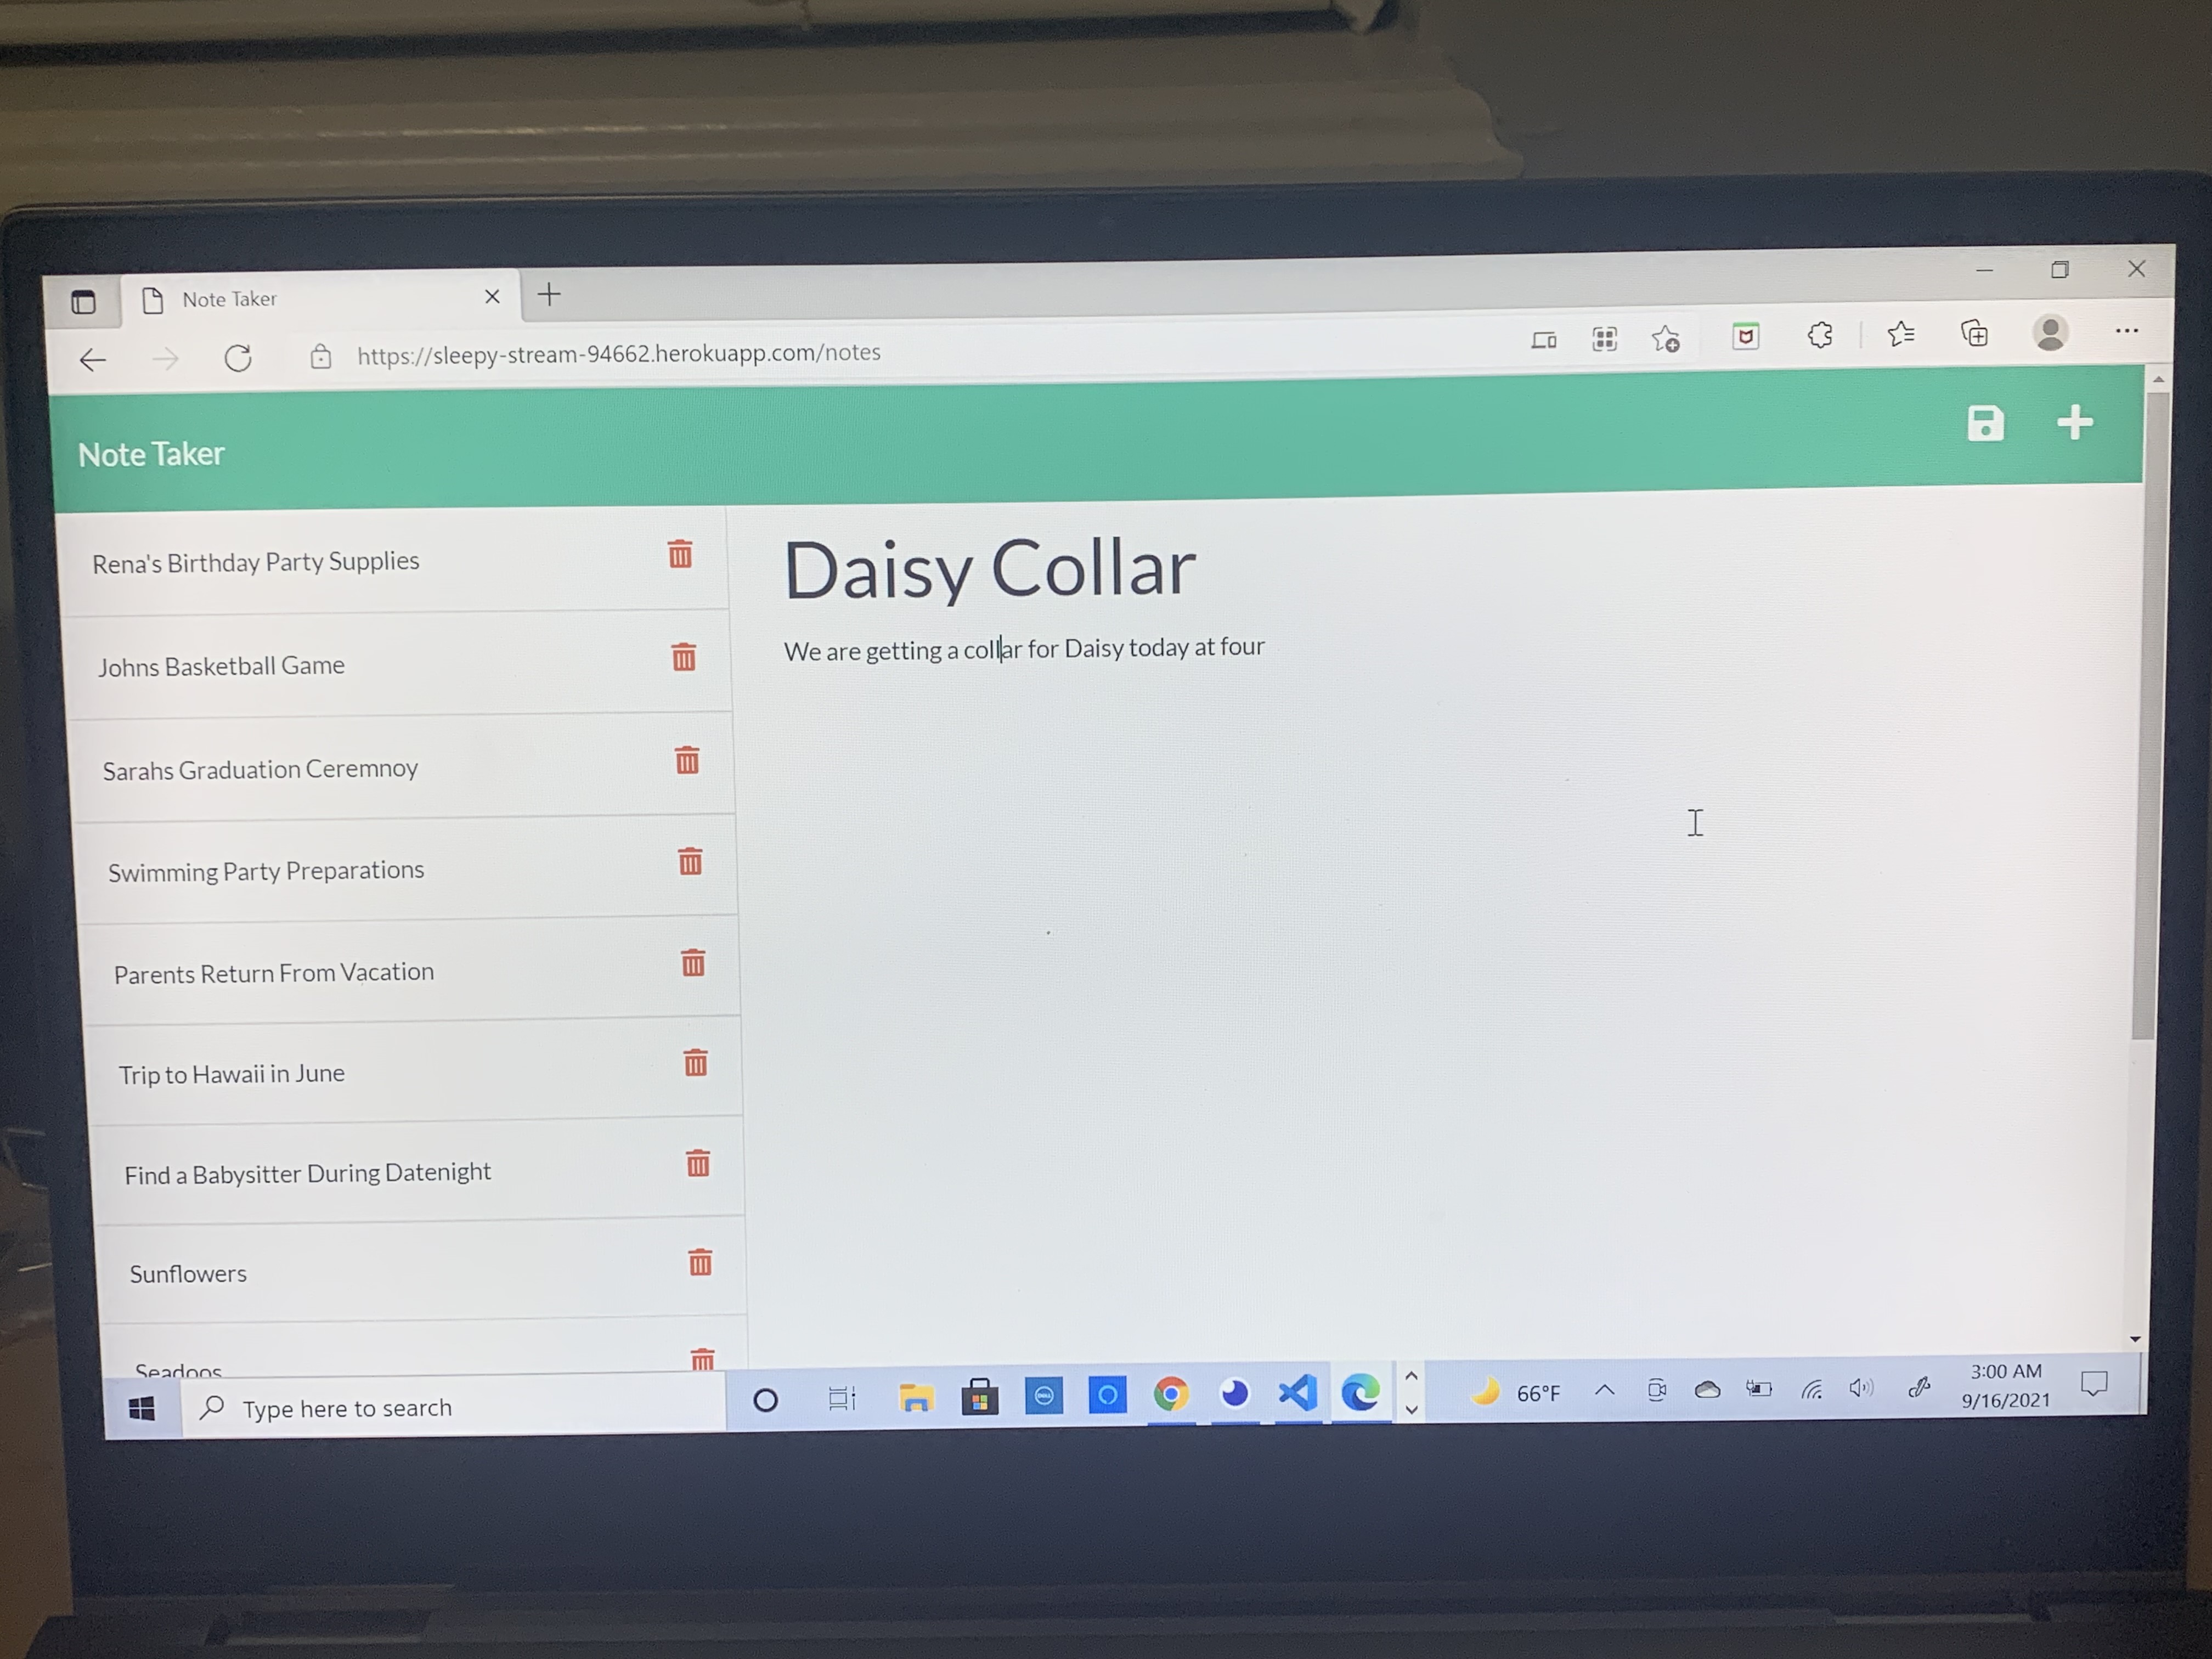 Note Taker
https://sleepy-stream-94662.herokuapp.com/notes
Note Taker
Rena's Birthday Party Supplies
Johns Basketball Game
Sarahs Graduation Ceremnoy
Swimming Party Preparations
Parents Return From Vacation
Trip to Hawaii in June
Find a Babysitter During Datenight
Sunflowers
Seadoos
Daisy Collar
We are getting a collar for Daisy today at four
Type here to search
DELL
66°F
3:00 AM
9/16/2021